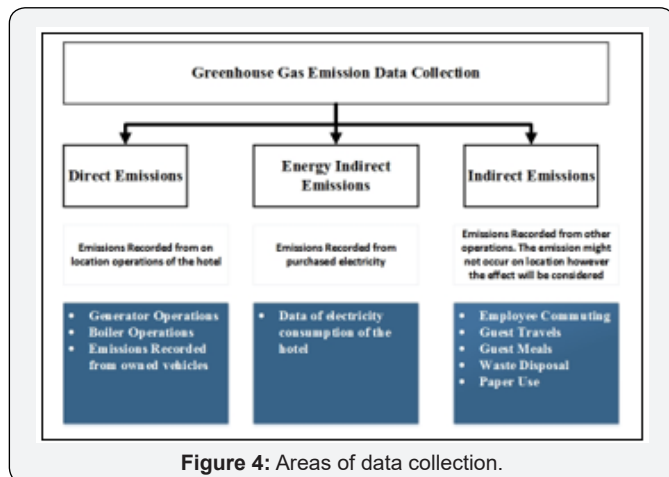 Greenhouse Gas Emission Data Collection
Direct Emissions
Energy Indirect
Emissions
Indirect Emissions
Emissions Recorded from on
location operations of the hotel
Emissions Recorded from
purchased electricity
Emissions Recorded from other
operations. The emission might
not occur on location however
the effect will be considered
• Generator Operations
• Boiler Operations
• Emissions Recorded
from owned vehicles
• Data of electricity
consumption of the
hotel
• Employee Commuting
• Guest Travels
• Guest Meals
• Waste Disposal
• Paper Use
Figure 4: Areas of data collection.